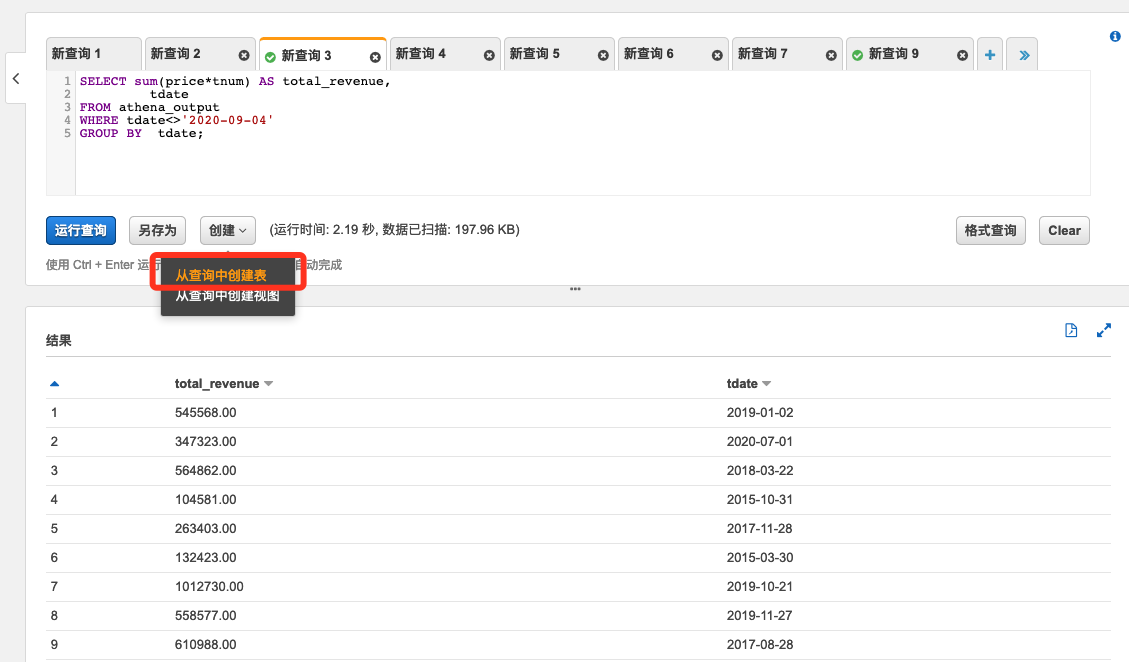 新查询 1 新查询 2 新查询 3 新查询 4 新查询 5 新查询 6 新查询 7 新查询 9
1 SELECT sum(price*tnum) AS total_revenue,
2 tdate
3 FROM athena_output
4 WHERE tdate<>'2020-09-04'
5 GROUP BY tdate;
运行查询 另存为 创建 (运行时间: 2.19 秒, 数据已扫描: 197.96 KB) 格式查询 Clear
使用 Ctrl + Enter 运行 自动完成
从查询中创建表
从查询中创建视图
结果
total_revenue tdate
1 545568.00 2019-01-02
2 347323.00 2020-07-01
3 564862.00 2018-03-22
4 104581.00 2015-10-31
5 263403.00 2017-11-28
6 132423.00 2015-03-30
7 1012730.00 2019-10-21
8 558577.00 2019-11-27
9 610988.00 2017-08-28